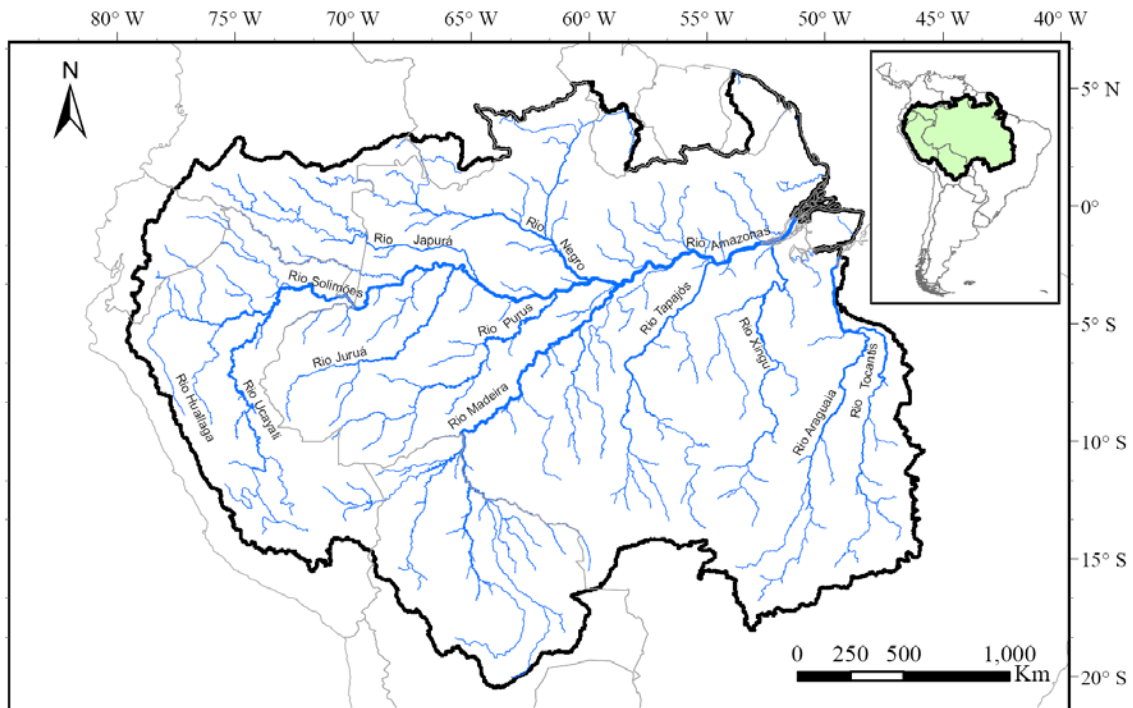 80° W 75° W 70° W 65° W 60° W 55° W 50° W 45° W 40° W
N
5° N
0°
5° S
10° S
15° S
20° S
Rio Negro
Rio Japurá
Rio Amazonas
Rio Solimões
Rio Purus
Rio Tapajós
Rio Xingu
Rio Juruá
Rio Huallaga
Rio Ucayali
Rio Madeira
Rio Araguaia
Rio Tocantis
0 250 500 1,000
Km